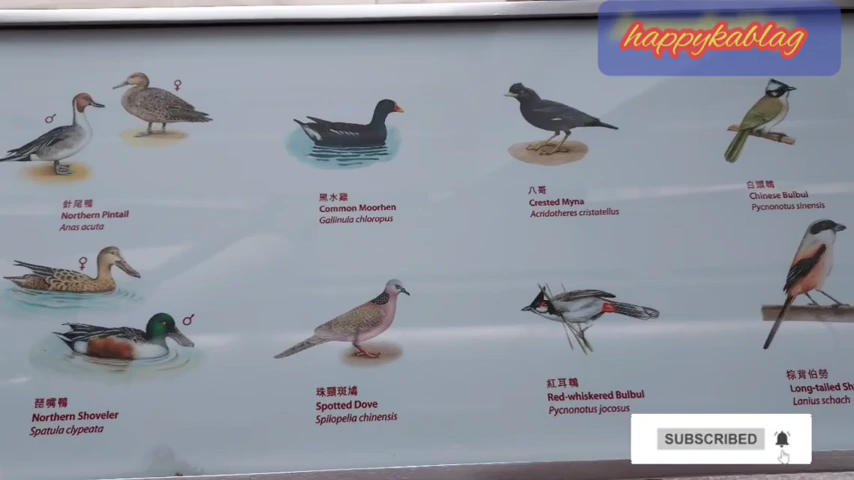 happykablag
♂
♀
針尾鴨
Northern Pintail
Anas acuta
黑水雞
Common Moorhen
Gallinula chloropus
八哥
Crested Myna
Acridotheres cristatellus
白頭鵯
Chinese Bulbul
Pycnonotus sinensis
♀
♂
琵嘴鴨
Northern Shoveler
Spatula clypeata
珠頸斑鳩
Spotted Dove
Spilopelia chinensis
紅耳鵯
Red-whiskered Bulbul
Pycnonotus jocosus
棕背伯勞
Long-tailed Sh
Lanius schach
SUBSCRIBED